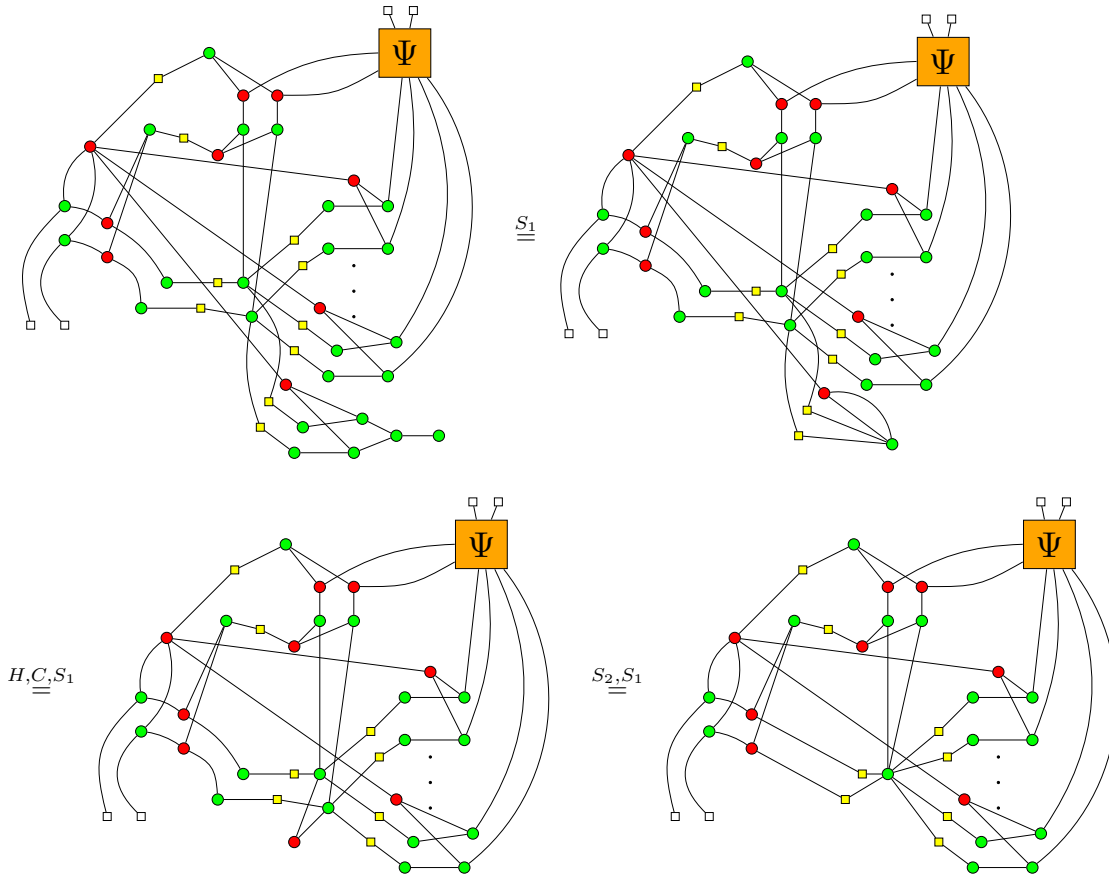 Ψ
Ψ
S₁
=
Ψ
Ψ
H,C,S₁
=
S₂,S₁
=